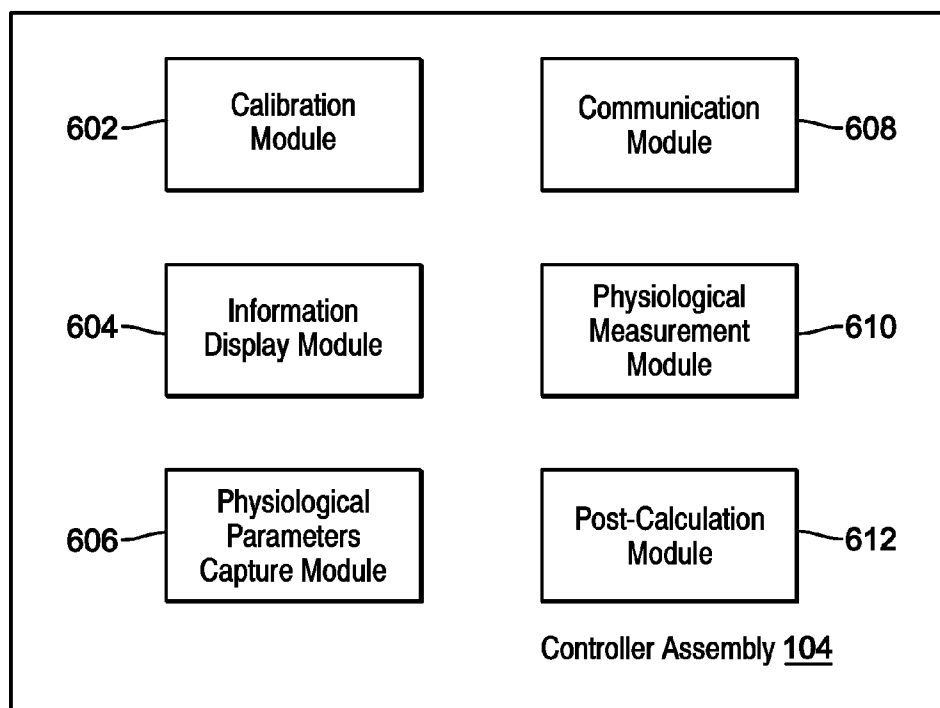 602
Calibration
Module
Communication
Module
608
604
Information
Display Module
Physiological
Measurement
Module
610
606
Physiological
Parameters
Capture Module
Post-Calculation
Module
612
Controller Assembly 104